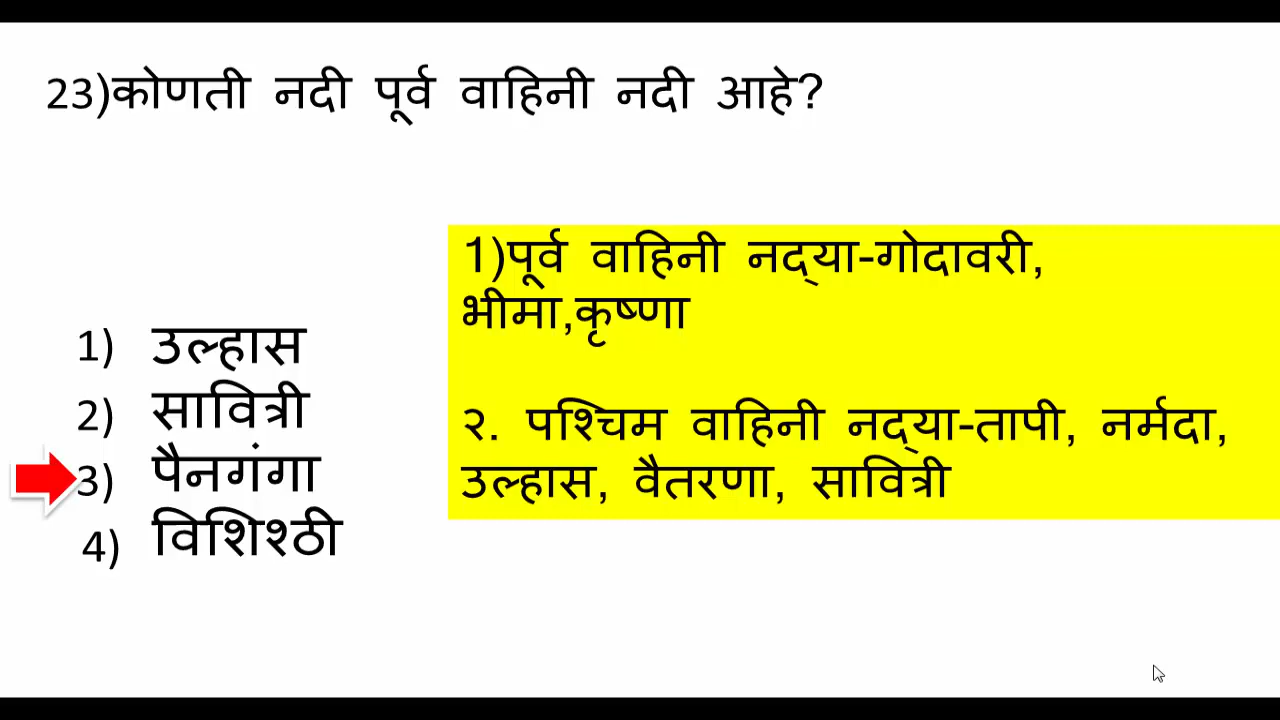 23)कोणती नदी पूर्व वाहिनी नदी आहे?
1)पूर्व वाहिनी नद्‌या-गोदावरी,
भीमा,कृष्णा
२. पश्चिम वाहिनी नद्‌या-तापी, नर्मदा,
उल्हास, वैतरणा, सावित्री
1) उल्हास
2) सावित्री
3) पैनगंगा
4) विशिश्ठी